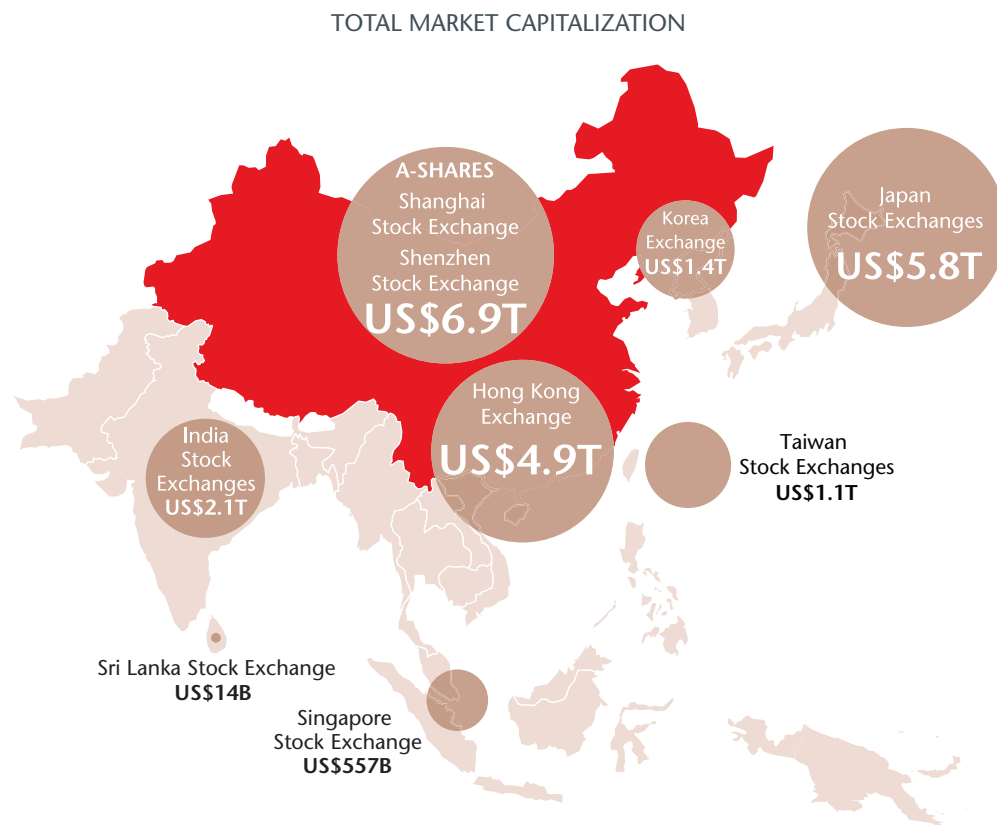 TOTAL MARKET CAPITALIZATION
A-SHARES
Shanghai
Stock Exchange
Shenzhen
Stock Exchange
US$6.9T
Korea
Exchange
US$1.4T
Japan
Stock Exchanges
US$5.8T
Hong Kong
Exchange
US$4.9T
India
Stock
Exchanges
US$2.1T
Taiwan
Stock Exchanges
US$1.1T
Sri Lanka Stock Exchange
US$14B
Singapore
Stock Exchange
US$557B